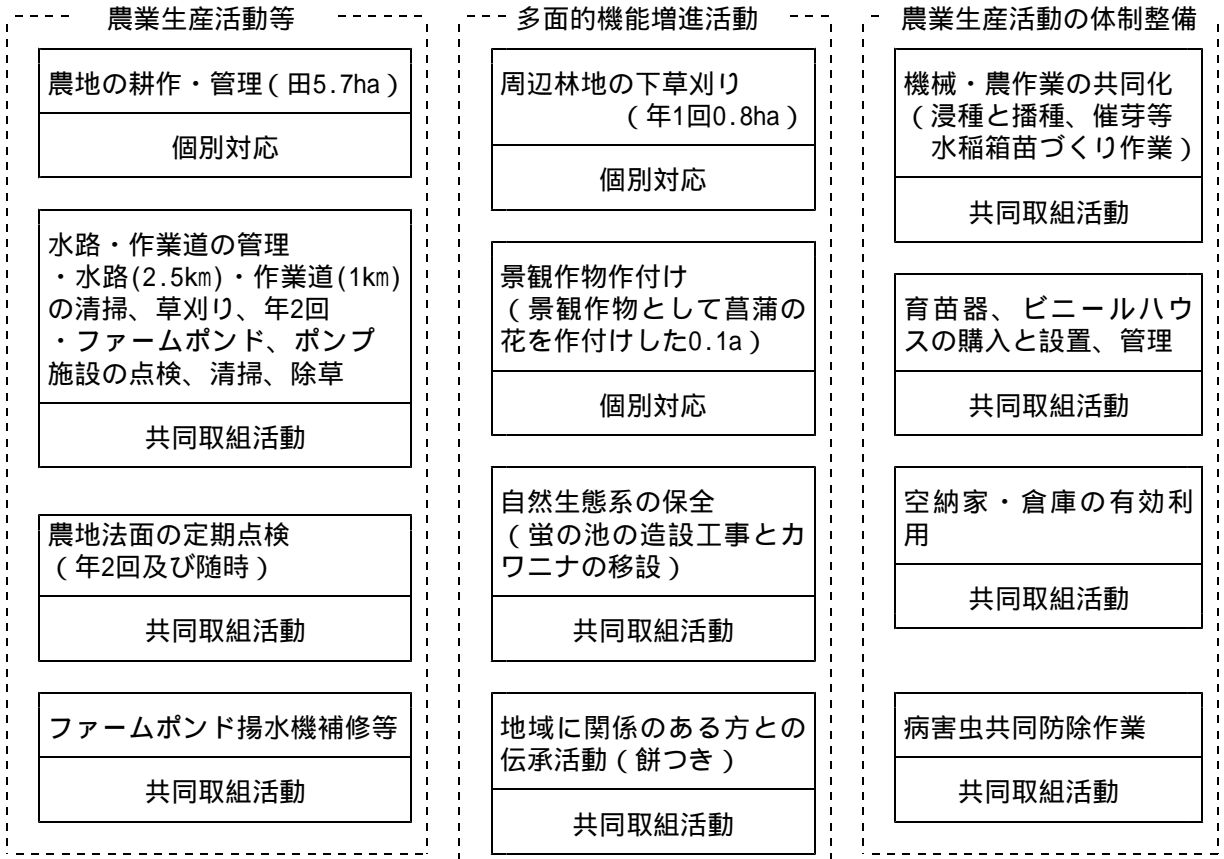 農業生産活動等
農地の耕作・管理(田5.7ha)
個別対応
水路・作業道の管理
・水路(2.5㎞)・作業道(1㎞)
の清掃、草刈り、年2回
・ファームポンド、ポンプ
施設の点検、清掃、除草
共同取組活動
農地法面の定期点検
(年2回及び随時)
共同取組活動
ファームポンド揚水機補修等
共同取組活動
多面的機能増進活動
周辺林地の下草刈り
(年1回0.8ha)
個別対応
景観作物作付け
(景観作物として菖蒲の
花を作付けした0.1a)
個別対応
自然生態系の保全
(蛍の池の造設工事とカ
ワニナの移設)
共同取組活動
地域に関係のある方との
伝承活動(餅つき)
共同取組活動
農業生産活動の体制整備
機械・農作業の共同化
(浸種と播種、催芽等
水稲箱苗づくり作業)
共同取組活動
育苗器、ビニールハウ
スの購入と設置、管理
共同取組活動
空納家・倉庫の有効利
用
共同取組活動
病害虫共同防除作業
共同取組活動